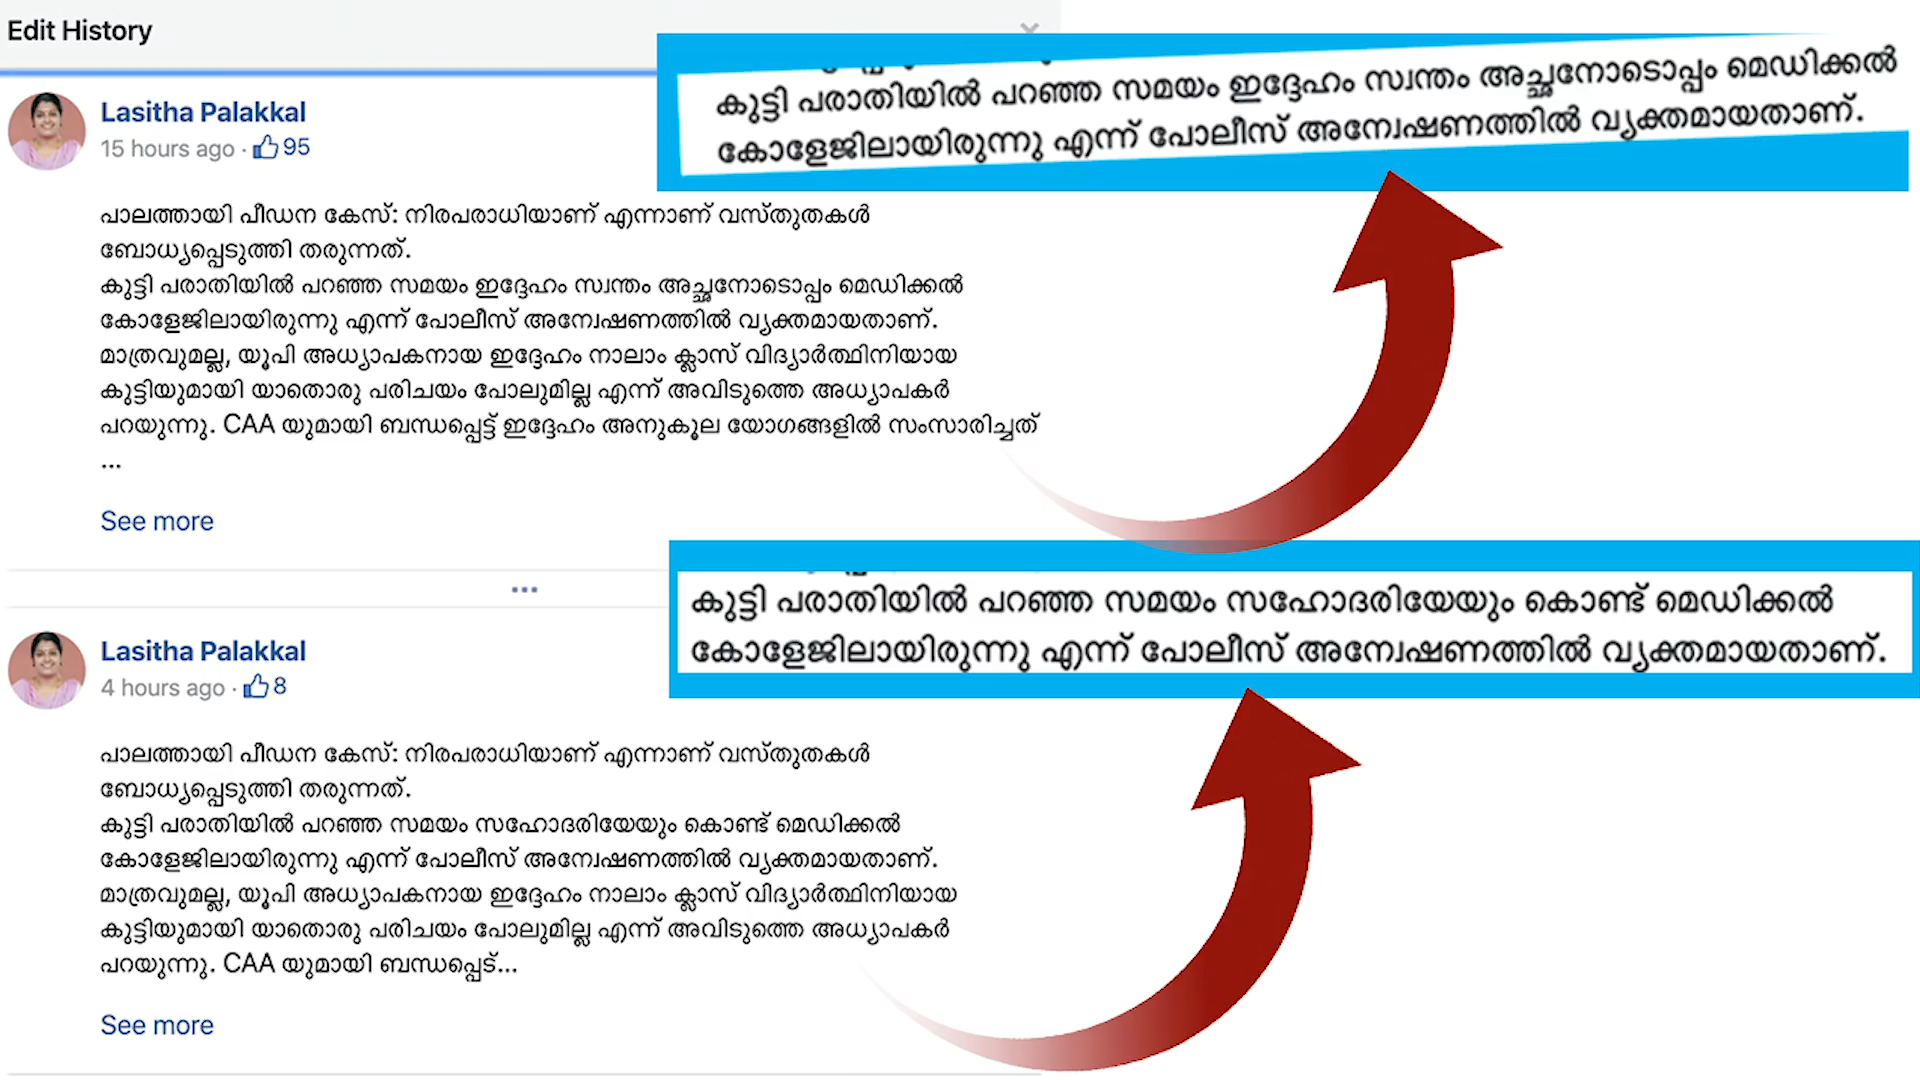 Edit History
Lasitha Palakkal
15 hours ago · 95
പാലത്തായി പീഡന കേസ്: നിരപരാധിയാണ് എന്നാണ് വസ്തുതകൾ
ബോധ്യപ്പെടുത്തി തരുന്നത്.
കുട്ടി പരാതിയിൽ പറഞ്ഞ സമയം ഇദ്ദേഹം സ്വന്തം അച്ഛനോടൊപ്പം മെഡിക്കൽ
കോളേജിലായിരുന്നു എന്ന് പോലീസ് അന്വേഷണത്തിൽ വ്യക്തമായതാണ്.
മാത്രവുമല്ല, യൂപി അധ്യാപകനായ ഇദ്ദേഹം നാലാം ക്ലാസ് വിദ്യാർത്ഥിനിയായ
കുട്ടിയുമായി യാതൊരു പരിചയം പോലുമില്ല എന്ന് അവിടുത്തെ അധ്യാപകർ
പറയുന്നു. CAA യുമായി ബന്ധപ്പെട്ട് ഇദ്ദേഹം അനുകൂല യോഗങ്ങളിൽ സംസാരിച്ചത്
...
See more
കുട്ടി പരാതിയിൽ പറഞ്ഞ സമയം ഇദ്ദേഹം സ്വന്തം അച്ഛനോടൊപ്പം മെഡിക്കൽ
കോളേജിലായിരുന്നു എന്ന് പോലീസ് അന്വേഷണത്തിൽ വ്യക്തമായതാണ്.
Lasitha Palakkal
4 hours ago · 8
പാലത്തായി പീഡന കേസ്: നിരപരാധിയാണ് എന്നാണ് വസ്തുതകൾ
ബോധ്യപ്പെടുത്തി തരുന്നത്.
കുട്ടി പരാതിയിൽ പറഞ്ഞ സമയം സഹോദരിയേയും കൊണ്ട് മെഡിക്കൽ
കോളേജിലായിരുന്നു എന്ന് പോലീസ് അന്വേഷണത്തിൽ വ്യക്തമായതാണ്.
മാത്രവുമല്ല, യൂപി അധ്യാപകനായ ഇദ്ദേഹം നാലാം ക്ലാസ് വിദ്യാർത്ഥിനിയായ
കുട്ടിയുമായി യാതൊരു പരിചയം പോലുമില്ല എന്ന് അവിടുത്തെ അധ്യാപകർ
പറയുന്നു. CAA യുമായി ബന്ധപ്പെട്...
See more
കുട്ടി പരാതിയിൽ പറഞ്ഞ സമയം സഹോദരിയേയും കൊണ്ട് മെഡിക്കൽ
കോളേജിലായിരുന്നു എന്ന് പോലീസ് അന്വേഷണത്തിൽ വ്യക്തമായതാണ്.